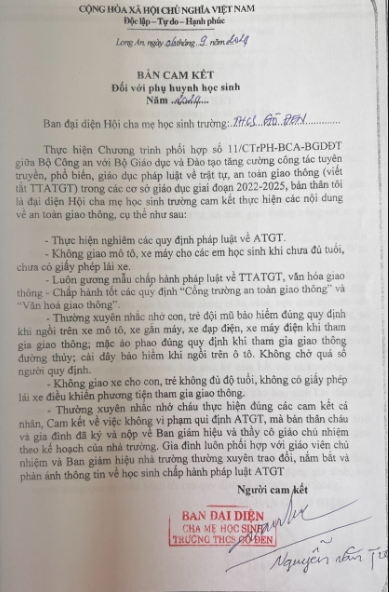 CỘNG HÒA XÃ HỘI CHỦ NGHĨA VIỆT NAM
Độc lập – Tự do – Hạnh phúc
Long An, ngày tháng 9 năm 2024
BẢN CAM KẾT
Đối với phụ huynh học sinh
Năm 2024
Ban đại diện Hội cha mẹ học sinh trường: THCS GÒ ĐEN
Thực hiện Chương trình phối hợp số 11/CTrPH-BCA-BGDĐT
giữa Bộ Công an với Bộ Giáo dục và Đào tạo tăng cường công tác tuyên
truyền, phổ biến, giáo dục pháp luật về trật tự, an toàn giao thông (viết
tắt TTATGT) trong các cơ sở giáo dục giai đoạn 2022-2025, bản thân tôi
là đại diện Hội cha mẹ học sinh trường cam kết thực hiện các nội dung
về an toàn giao thông, cụ thể như sau:
- Thực hiện nghiêm các quy định pháp luật về ATGT.
- Không giao mô tô, xe máy cho các em học sinh khi chưa đủ tuổi,
chưa có giấy phép lái xe.
- Luôn gương mẫu chấp hành pháp luật về TTATGT, văn hóa giao
thông - Chấp hành tốt các quy định “Cổng trường an toàn giao thông” và
“Văn hoá giao thông”.
- Thường xuyên nhắc nhở con, trẻ đội mũ bảo hiểm đúng quy định
khi ngồi trên xe mô tô, xe gắn máy, xe đạp điện, xe máy điện khi tham
gia giao thông; mặc áo phao đúng quy định khi tham gia giao thông
đường thủy; cài dây bảo hiểm khi ngồi trên ô tô. Không chở quá số
người quy định.
- Không giao xe cho con, trẻ không đủ độ tuổi, không có giấy phép
lái xe điều khiển phương tiện tham gia giao thông.
- Thường xuyên nhắc nhở cháu thực hiện đúng các cam kết cá
nhân, Cam kết về việc không vi phạm qui định ATGT, mà bản thân cháu
và gia đình đã ký và nộp về Ban giám hiệu và thầy cô giáo chủ nhiệm
theo kế hoạch của nhà trường. Gia đình luôn phối hợp với giáo viên chủ
nhiệm và Ban giám hiệu nhà trường thường xuyên trao đổi, nắm bắt và
phản ánh thông tin về học sinh chấp hành pháp luật ATGT
Người cam kết
BAN ĐẠI DIỆN
CHA MẸ HỌC SINH
TRƯỜNG THCS GÒ ĐEN
Nguyễn Văn